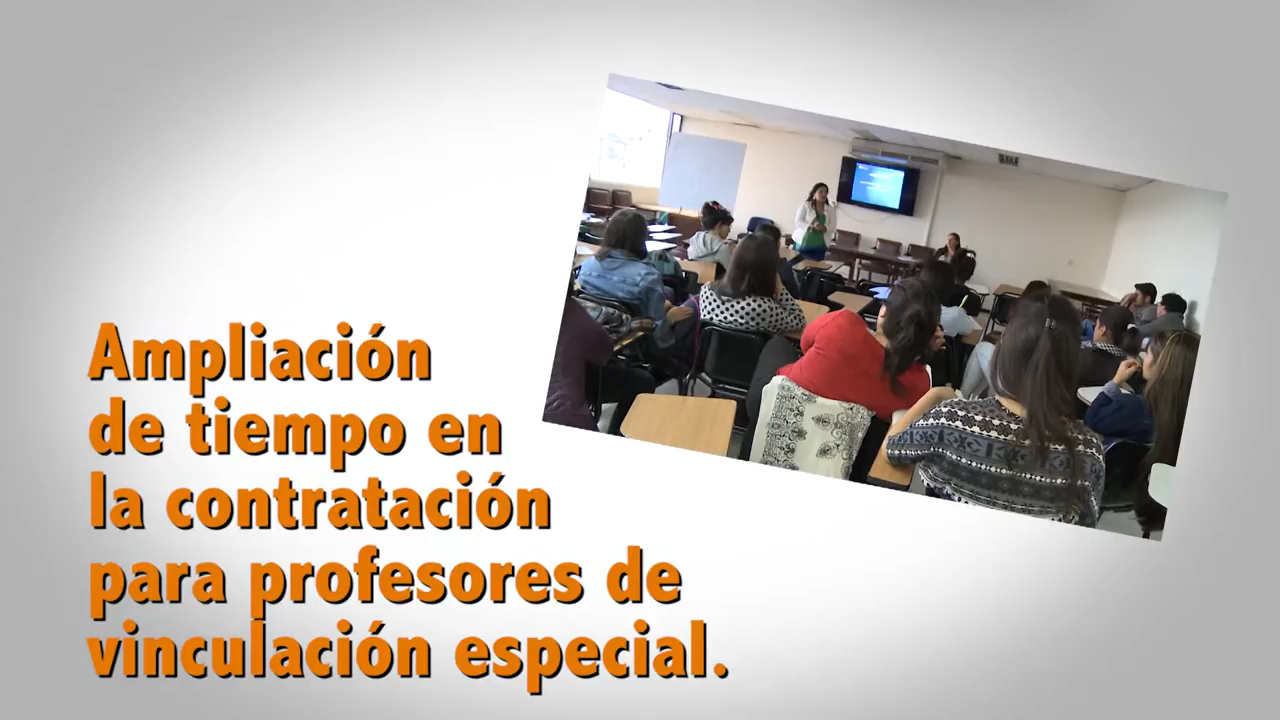 Ampliación
de tiempo en
la contratación
para profesores de
vinculación especial.